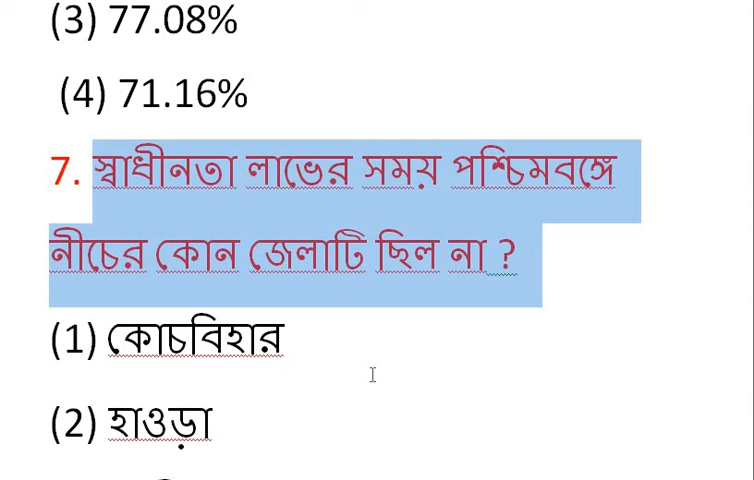 (3) 77.08%
(4) 71.16%
7. স্বাধীনতা লাভের সময় পশ্চিমবঙ্গে
নীচের কোন জেলাটি ছিল না ?
(1) কোচবিহার
(2) হাওড়া